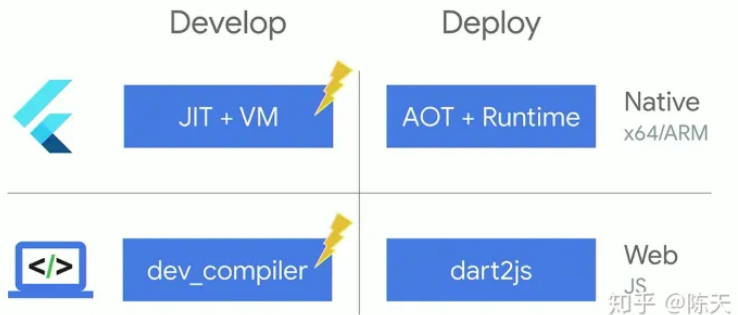 Develop
Deploy
JIT + VM
AOT + Runtime
Native
x64/ARM
</>
dev_compiler
dart2js
Web
JS
知乎 @陈天